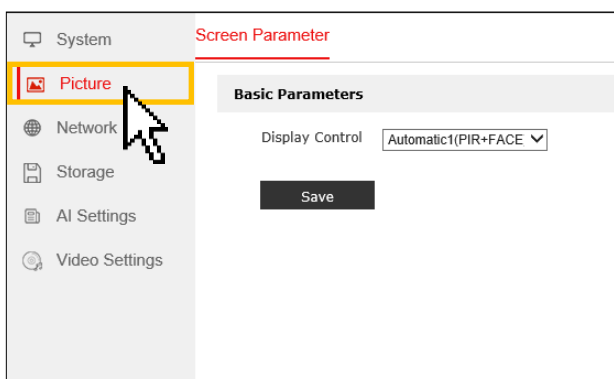 System
Picture
Network
Storage
AI Settings
Video Settings
Screen Parameter
Basic Parameters
Display Control
Automatic1(PIR+FACE
Save